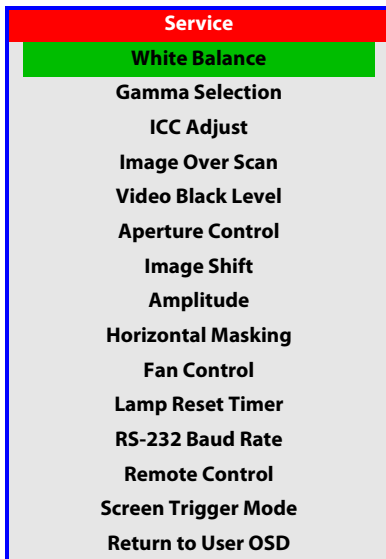 Service
White Balance
Gamma Selection
ICC Adjust
Image Over Scan
Video Black Level
Aperture Control
Image Shift
Amplitude
Horizontal Masking
Fan Control
Lamp Reset Timer
RS-232 Baud Rate
Remote Control
Screen Trigger Mode
Return to User OSD